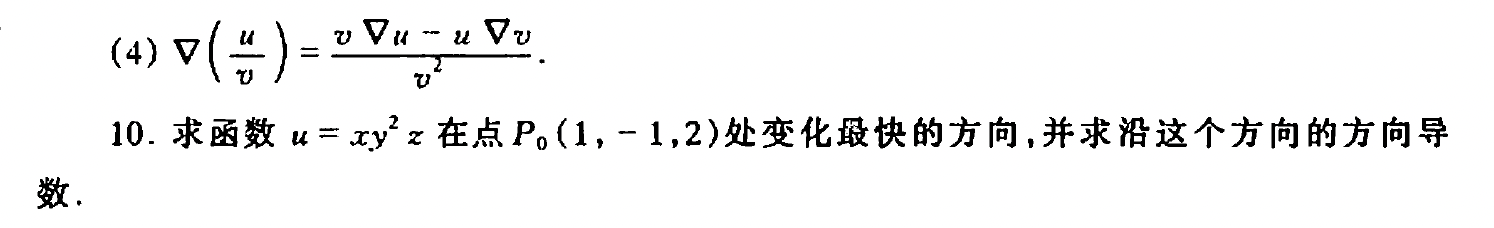 (4) ∇(u/v) = (v∇u − u∇v)/v².
10. 求函数 u = xy²z 在点 P₀(1, −1,2)处变化最快的方向,并求沿这个方向的方向导
数.